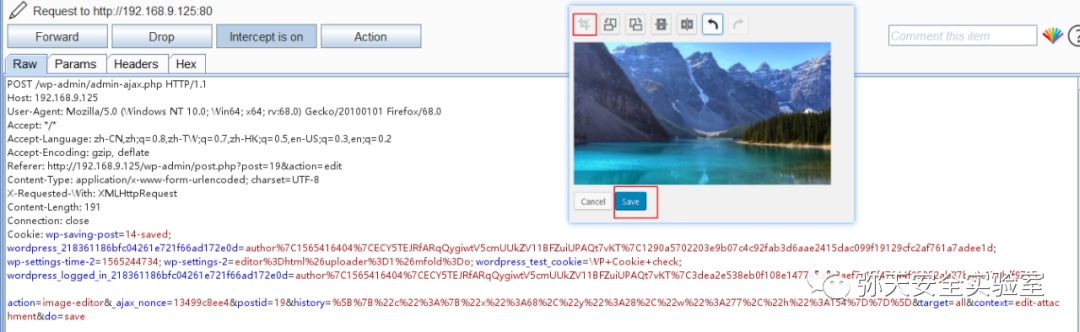 Request to http://192.168.9.125:80
Forward Drop Intercept is on Action Comment this item ?
Raw Params Headers Hex
POST /wp-admin/admin-ajax.php HTTP/1.1
Host: 192.168.9.125
User-Agent: Mozilla/5.0 (Windows NT 10.0; Win64; x64; rv:68.0) Gecko/20100101 Firefox/68.0
Accept: */*
Accept-Language: zh-CN,zh;q=0.8,zh-TW;q=0.7,zh-HK;q=0.5,en-US;q=0.3,en;q=0.2
Accept-Encoding: gzip, deflate
Referer: http://192.168.9.125/wp-admin/post.php?post=19&action=edit
Content-Type: application/x-www-form-urlencoded; charset=UTF-8
X-Requested-With: XMLHttpRequest
Content-Length: 191
Connection: close
Cookie: wp-saving-post=14-saved;
wordpress_218361186bfc04261e721f66ad172e0d=author%7C1565416404%7CECY5TEJRfARqQygiwtV5cmUUkZV11BFZuiUPAQt7vKT%7C1290a5702203e9b07c4c92fab3d6aae2415dac099f19129cfc2af761a7adee1d;
wp-settings-time-2=1565244734; wp-settings-2=editor%3Dhtml%26uploader%3D1%26mfold%3Do; wordpress_test_cookie=WP+Cookie+check;
wordpress_logged_in_218361186bfc04261e721f66ad172e0d=author%7C1565416404%7CECY5TEJRfARqQygiwtV5cmUUkZV11BFZuiUPAQt7vKT%7C3dea2e538eb0f108e1477
action=image-editor&_ajax_nonce=13499c8ee4&postid=19&history=%5B%7B%22c%22%3A%7B%22x%22%3A68%2C%22y%22%3A28%2C%22w%22%3A277%2C%22h%22%3A154%7D%7D%5D&target=all&context=edit-attac
hment&do=save
Cancel Save
弥天安全实验室